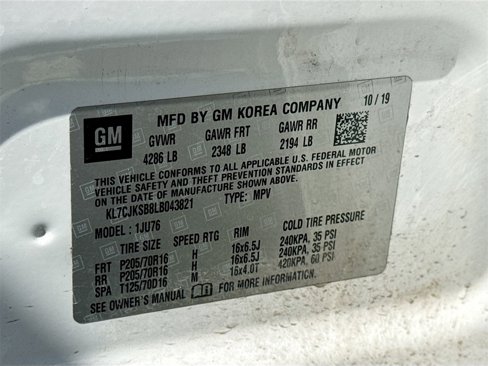 GM
MFD BY GM KOREA COMPANY 10 / 19
GVWR GAWR FRT GAWR RR
4286 LB 2348 LB 2194 LB
THIS VEHICLE CONFORMS TO ALL APPLICABLE U.S. FEDERAL MOTOR
VEHICLE SAFETY AND THEFT PREVENTION STANDARDS IN EFFECT
ON THE DATE OF MANUFACTURE SHOWN ABOVE.
KL7CJKSB8LB043821 TYPE: MPV
MODEL : 1JU76
TIRE SIZE SPEED RTG RIM COLD TIRE PRESSURE
FRT P205/70R16 H 16x6.5J 240KPA, 35 PSI
RR P205/70R16 H 16x6.5J 240KPA, 35 PSI
SPA T125/70D16 M 16x4.0T 420KPA, 60 PSI
SEE OWNER'S MANUAL FOR MORE INFORMATION.